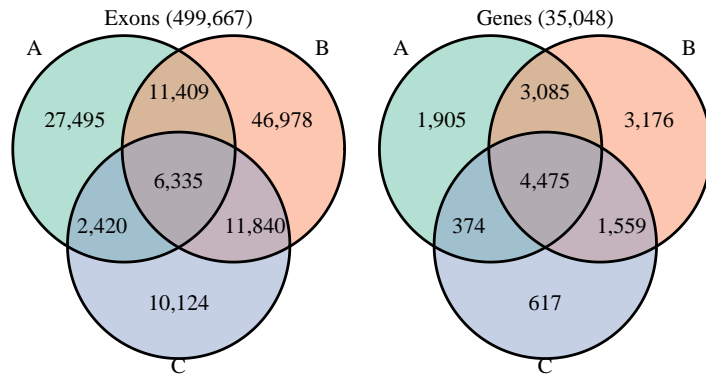 Exons (499,667)
A
B
11,409
27,495
46,978
6,335
2,420
11,840
10,124
C
Genes (35,048)
A
B
3,085
1,905
3,176
4,475
374
1,559
617
C